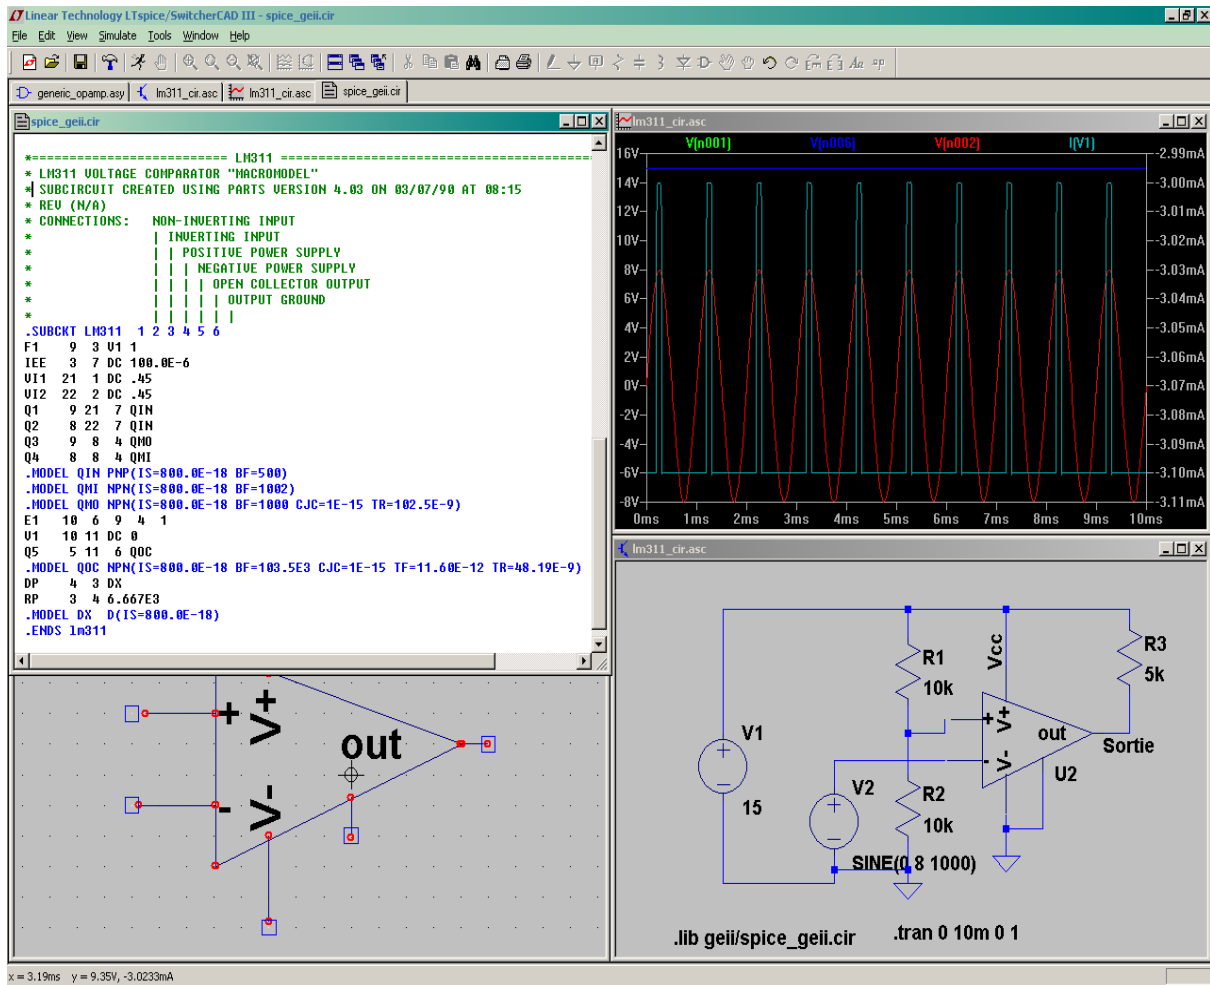 Linear Technology LTspice/SwitcherCAD III - spice_geii.cir
File Edit View Simulate Tools Window Help
generic_opamp.asy lm311_cir.asc lm311_cir.asc spice_geii.cir
spice_geii.cir
*========================== LM311 ==========================================
* LM311 VOLTAGE COMPARATOR "MACROMODEL"
* SUBCIRCUIT CREATED USING PARTS VERSION 4.03 ON 03/07/90 AT 08:15
* REV (N/A)
* CONNECTIONS: NON-INVERTING INPUT
* | INVERTING INPUT
* | | POSITIVE POWER SUPPLY
* | | | NEGATIVE POWER SUPPLY
* | | | | OPEN COLLECTOR OUTPUT
* | | | | | OUTPUT GROUND
* | | | | | |
.SUBCKT LM311 1 2 3 4 5 6
F1 9 3 V1 1
IEE 3 7 DC 100.0E-6
VI1 21 1 DC .45
VI2 22 2 DC .45
Q1 9 21 7 QIN
Q2 8 22 7 QIN
Q3 9 8 4 QMO
Q4 8 8 4 QMI
.MODEL QIN PNP(IS=800.0E-18 BF=500)
.MODEL QMI NPN(IS=800.0E-18 BF=1002)
.MODEL QMO NPN(IS=800.0E-18 BF=1000 CJC=1E-15 TR=102.5E-9)
E1 10 6 9 4 1
V1 10 11 DC 0
Q5 5 11 6 QOC
.MODEL QOC NPN(IS=800.0E-18 BF=103.5E3 CJC=1E-15 TF=11.60E-12 TR=48.19E-9)
DP 4 3 DX
RP 3 4 6.667E3
.MODEL DX D(IS=800.0E-18)
.ENDS lm311
lm311_cir.asc
V(n001) V(n006) V(n002) I(V1)
16V -2.99mA
14V -3.00mA
12V -3.01mA
10V -3.02mA
8V -3.03mA
6V -3.04mA
4V -3.05mA
2V -3.06mA
0V -3.07mA
-2V -3.08mA
-4V -3.09mA
-6V -3.10mA
-8V -3.11mA
0ms 1ms 2ms 3ms 4ms 5ms 6ms 7ms 8ms 9ms 10ms
+ V+
out
- V-
lm311_cir.asc
R1
10k
Vcc
R3
5k
V1
15
+ V+
out
Sortie
- V-
U2
V2
R2
10k
SINE(0 8 1000)
.lib geii/spice_geii.cir
.tran 0 10m 0 1
x = 3.19ms y = 9.35V, -3.0233mA